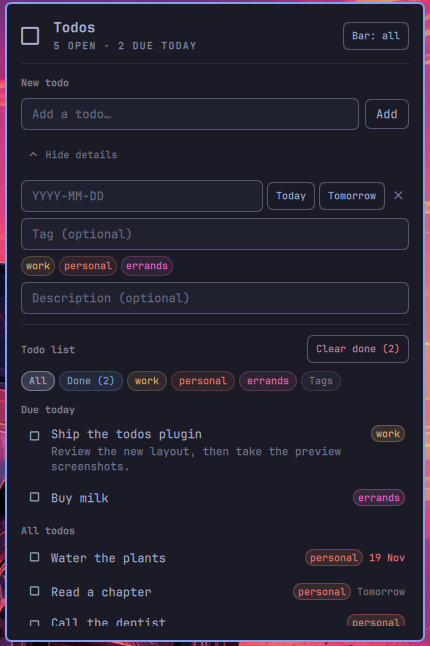 Todos
5 OPEN · 2 DUE TODAY
Bar: all
New todo
Add a todo…
Add
Hide details
YYYY-MM-DD
Today
Tomorrow
×
Tag (optional)
work personal errands
Description (optional)
Todo list
Clear done (2)
All Done (2) work personal errands Tags
Due today
Ship the todos plugin work
Review the new layout, then take the preview
screenshots.
Buy milk errands
All todos
Water the plants personal 19 Nov
Read a chapter personal Tomorrow
Call the dentist personal